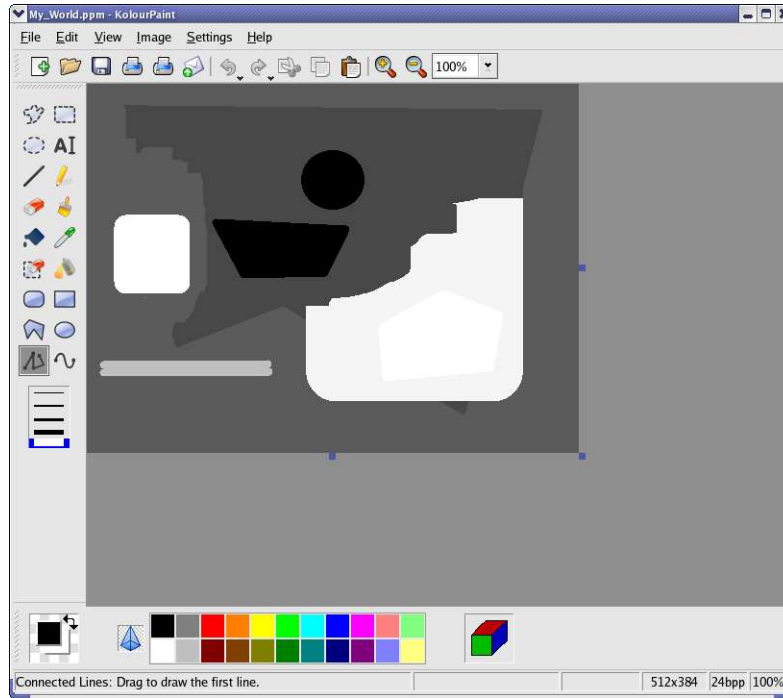 My_World.ppm - KolourPaint
File Edit View Image Settings Help
100%
AI
Connected Lines: Drag to draw the first line. 512x384 24bpp 100%